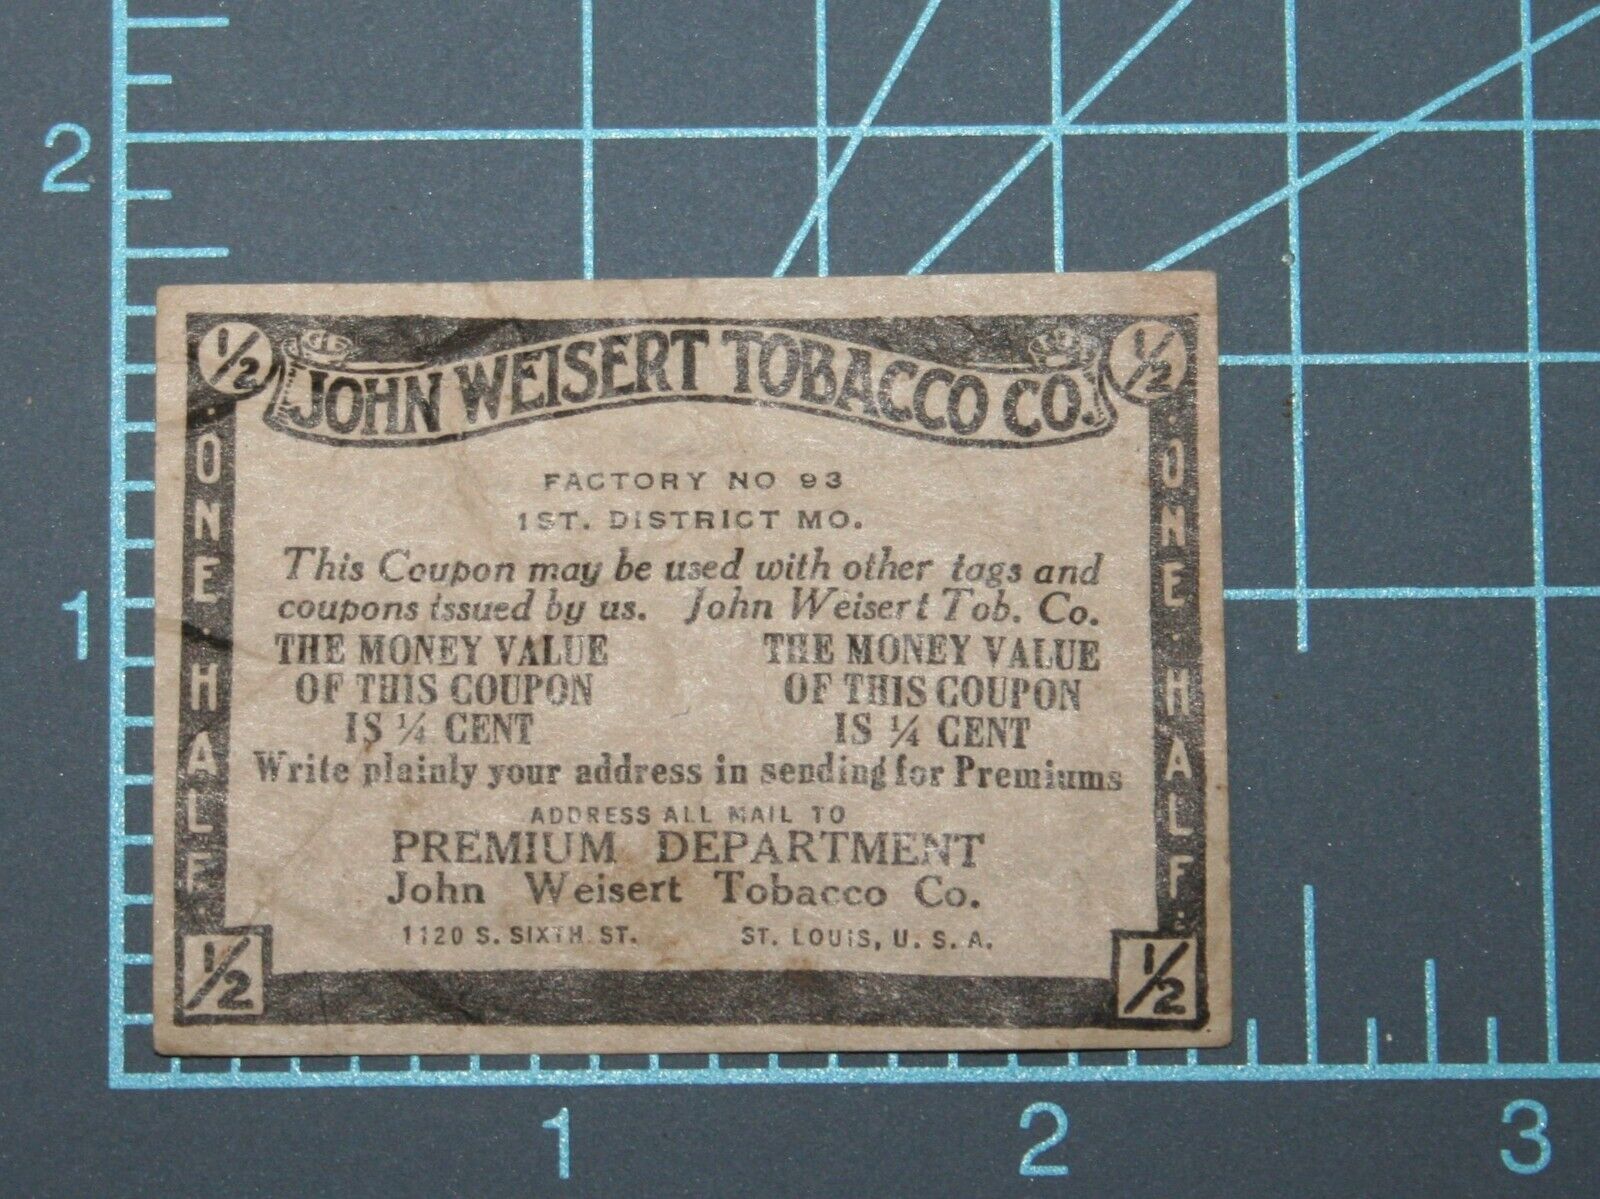 2
1/2 JOHN WEISERT TOBACCO CO. 1/2
FACTORY NO 93
1ST. DISTRICT MO.
This Coupon may be used with other tags and
coupons issued by us. John Weisert Tob. Co.
THE MONEY VALUE
OF THIS COUPON
IS ¼ CENT
THE MONEY VALUE
OF THIS COUPON
IS ¼ CENT
Write plainly your address in sending for Premiums
ADDRESS ALL MAIL TO
PREMIUM DEPARTMENT
John Weisert Tobacco Co.
1120 S. SIXTH ST. ST. LOUIS, U. S. A.
· ONE HALF ·
· ONE · HALF ·
1/2 1/2
1
1 2 3